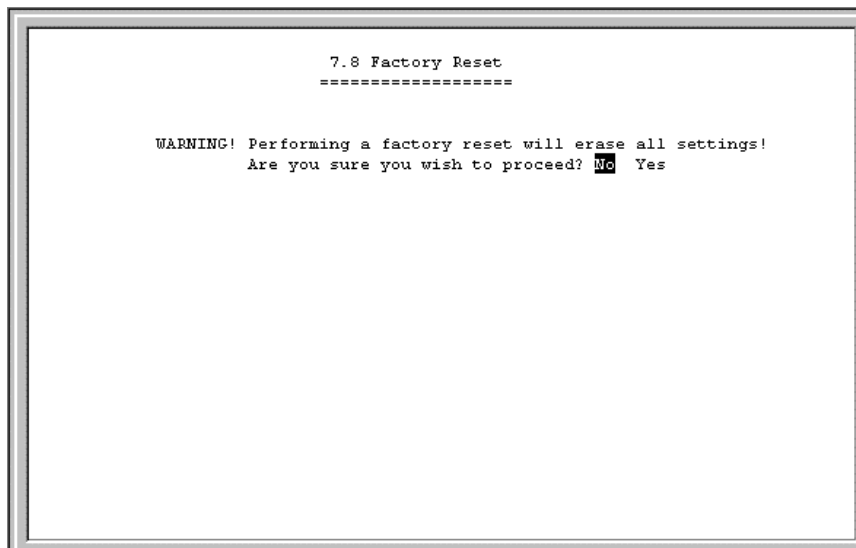 7.8 Factory Reset
===================
WARNING! Performing a factory reset will erase all settings!
Are you sure you wish to proceed? No Yes